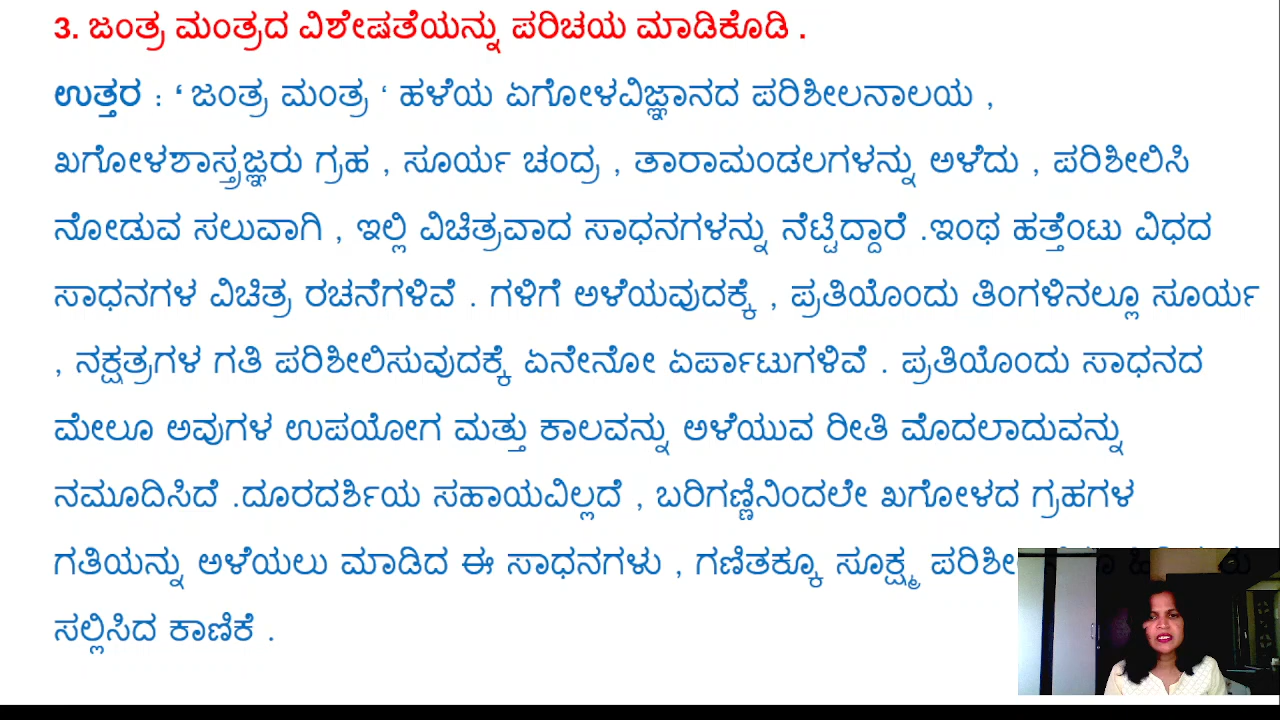 3. ಜಂತ್ರ ಮಂತ್ರದ ವಿಶೇಷತೆಯನ್ನು ಪರಿಚಯ ಮಾಡಿಕೊಡಿ .
ಉತ್ತರ : ‘ ಜಂತ್ರ ಮಂತ್ರ ‘ ಹಳೆಯ ಏಗೋಳವಿಜ್ಞಾನದ ಪರಿಶೀಲನಾಲಯ ,
ಖಗೋಳಶಾಸ್ತ್ರಜ್ಞರು ಗ್ರಹ , ಸೂರ್ಯ ಚಂದ್ರ , ತಾರಾಮಂಡಲಗಳನ್ನು ಅಳೆದು , ಪರಿಶೀಲಿಸಿ
ನೋಡುವ ಸಲುವಾಗಿ , ಇಲ್ಲಿ ವಿಚಿತ್ರವಾದ ಸಾಧನಗಳನ್ನು ನೆಟ್ಟಿದ್ದಾರೆ .ಇಂಥ ಹತ್ತೆಂಟು ವಿಧದ
ಸಾಧನಗಳ ವಿಚಿತ್ರ ರಚನೆಗಳಿವೆ . ಗಳಿಗೆ ಅಳೆಯವುದಕ್ಕೆ , ಪ್ರತಿಯೊಂದು ತಿಂಗಳಿನಲ್ಲೂ ಸೂರ್ಯ
, ನಕ್ಷತ್ರಗಳ ಗತಿ ಪರಿಶೀಲಿಸುವುದಕ್ಕೆ ಏನೇನೋ ಏರ್ಪಾಟುಗಳಿವೆ . ಪ್ರತಿಯೊಂದು ಸಾಧನದ
ಮೇಲೂ ಅವುಗಳ ಉಪಯೋಗ ಮತ್ತು ಕಾಲವನ್ನು ಅಳೆಯುವ ರೀತಿ ಮೊದಲಾದುವನ್ನು
ನಮೂದಿಸಿದೆ .ದೂರದರ್ಶಿಯ ಸಹಾಯವಿಲ್ಲದೆ , ಬರಿಗಣ್ಣಿನಿಂದಲೇ ಖಗೋಳದ ಗ್ರಹಗಳ
ಗತಿಯನ್ನು ಅಳೆಯಲು ಮಾಡಿದ ಈ ಸಾಧನಗಳು , ಗಣಿತಕ್ಕೂ ಸೂಕ್ಷ್ಮ
ಸಲ್ಲಿಸಿದ ಕಾಣಿಕೆ .